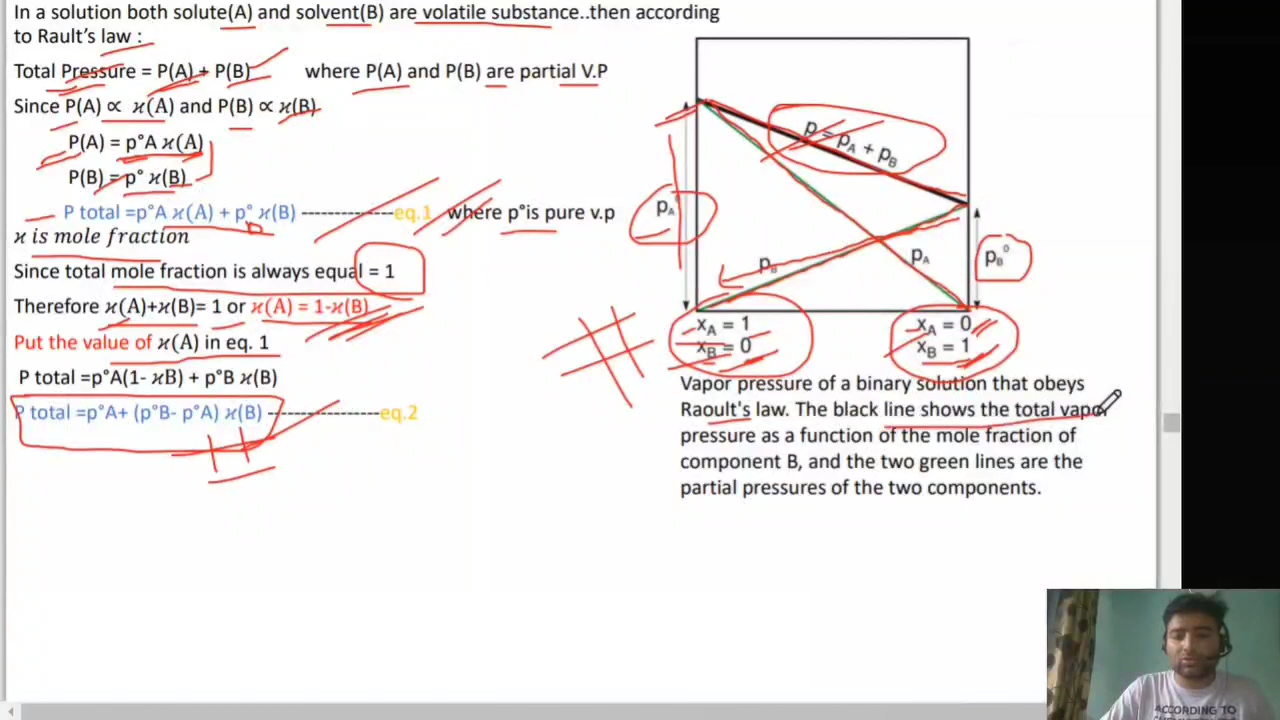 In a solution both solute(A) and solvent(B) are volatile substance..then according
to Rault's law :
Total Pressure = P(A) + P(B) where P(A) and P(B) are partial V.P
Since P(A) ∝ ϰ(A) and P(B) ∝ ϰ(B)
P(A) = p°A ϰ(A)
P(B) = p° ϰ(B)
P total =p°A ϰ(A) + p° ϰ(B) --------------eq.1 where p°is pure v.p
ϰ is mole fraction
Since total mole fraction is always equal = 1
Therefore ϰ(A)+ϰ(B)= 1 or ϰ(A) = 1-ϰ(B)
Put the value of ϰ(A) in eq. 1
P total =p°A(1- ϰB) + p°B ϰ(B)
P total =p°A+ (p°B- p°A) ϰ(B) -----------------eq.2
p = pA + pB
pA°
pB
pA
pB°
xA = 1
xB = 0
xA = 0
xB = 1
Vapor pressure of a binary solution that obeys
Raoult's law. The black line shows the total vapor
pressure as a function of the mole fraction of
component B, and the two green lines are the
partial pressures of the two components.
ACCORDING TO